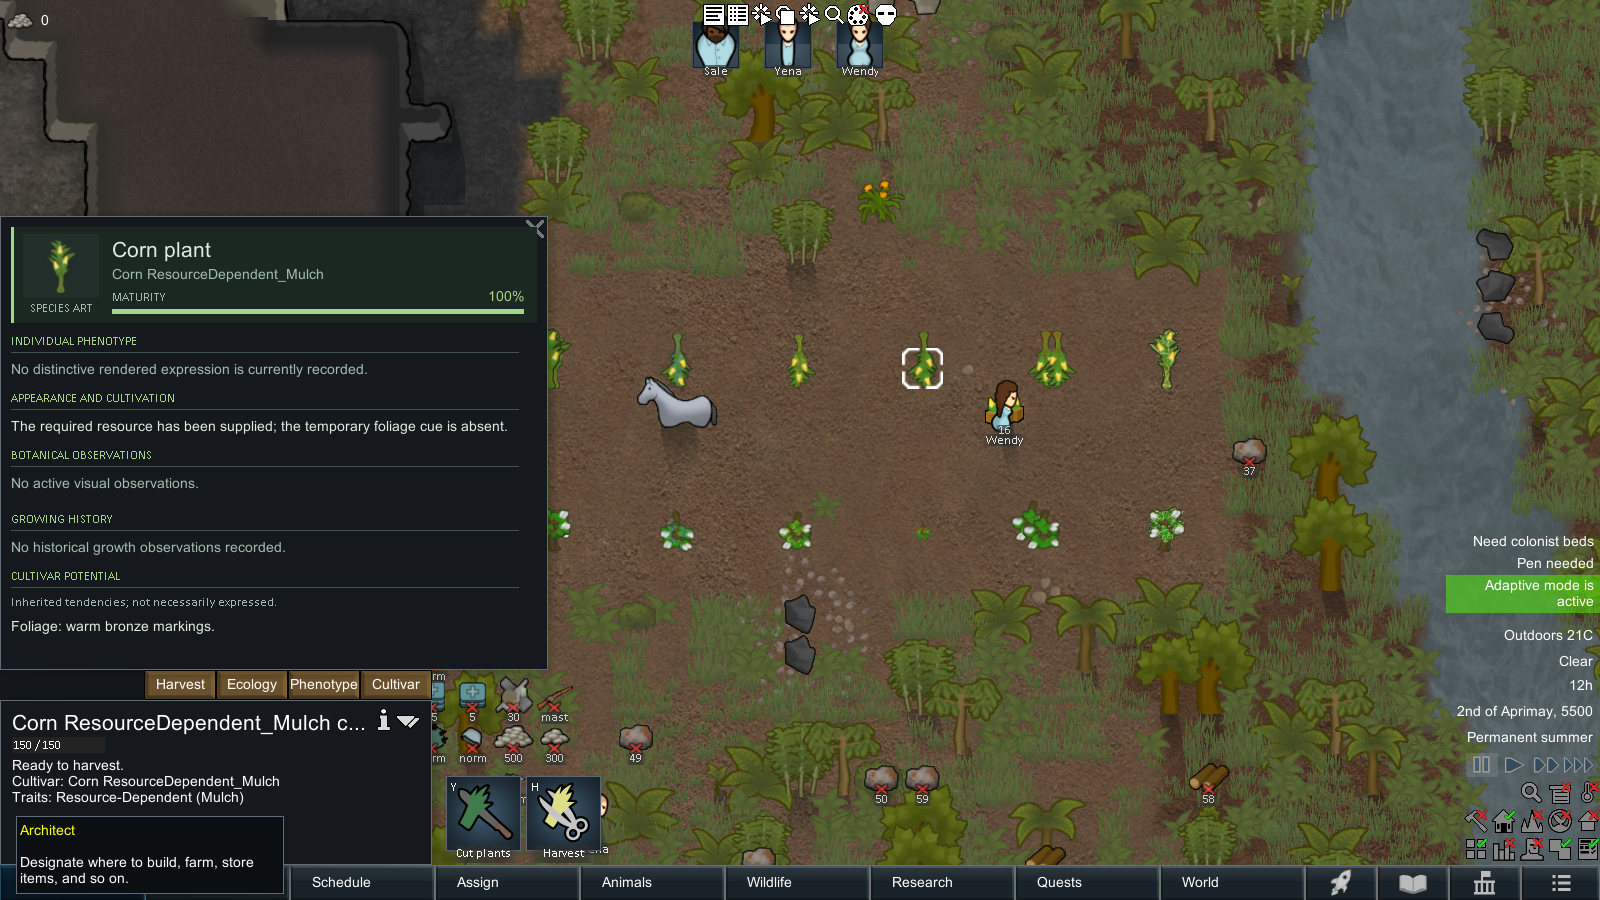 0
Sale
Yena
Wendy
Corn plant
Corn ResourceDependent_Mulch
SPECIES ART
MATURITY
100%
INDIVIDUAL PHENOTYPE
No distinctive rendered expression is currently recorded.
APPEARANCE AND CULTIVATION
The required resource has been supplied; the temporary foliage cue is absent.
BOTANICAL OBSERVATIONS
No active visual observations.
GROWING HISTORY
No historical growth observations recorded.
CULTIVAR POTENTIAL
Inherited tendencies; not necessarily expressed.
Foliage: warm bronze markings.
16
Wendy
37
Need colonist beds
Pen needed
Adaptive mode is
active
Outdoors 21C
Clear
12h
2nd of Aprimay, 5500
Permanent summer
Harvest
Ecology
Phenotype
Cultivar
rm
5
5
30
mast
rm
norm
500
300
49
50
59
58
Corn ResourceDependent_Mulch c...
150 / 150
Ready to harvest.
Cultivar: Corn ResourceDependent_Mulch
Traits: Resource-Dependent (Mulch)
Architect
Designate where to build, farm, store
items, and so on.
Y
Cut plants
H
Harvest
Schedule
Assign
Animals
Wildlife
Research
Quests
World